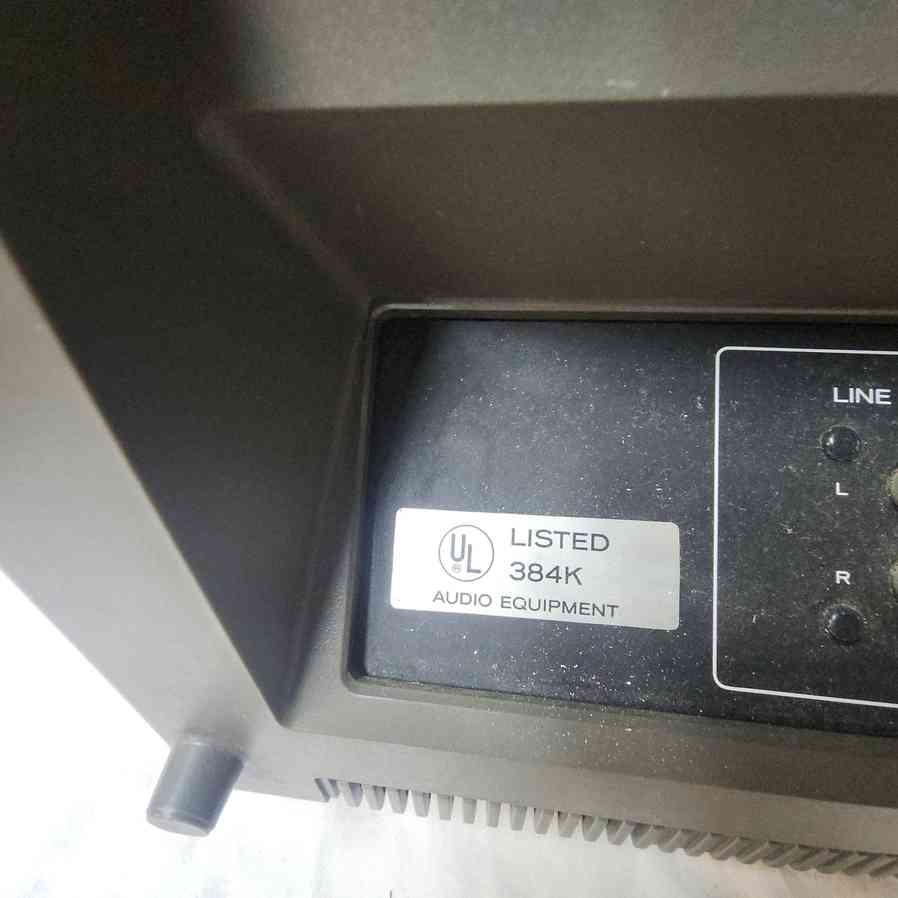 LINE
L
R
UL ® LISTED
384K
AUDIO EQUIPMENT